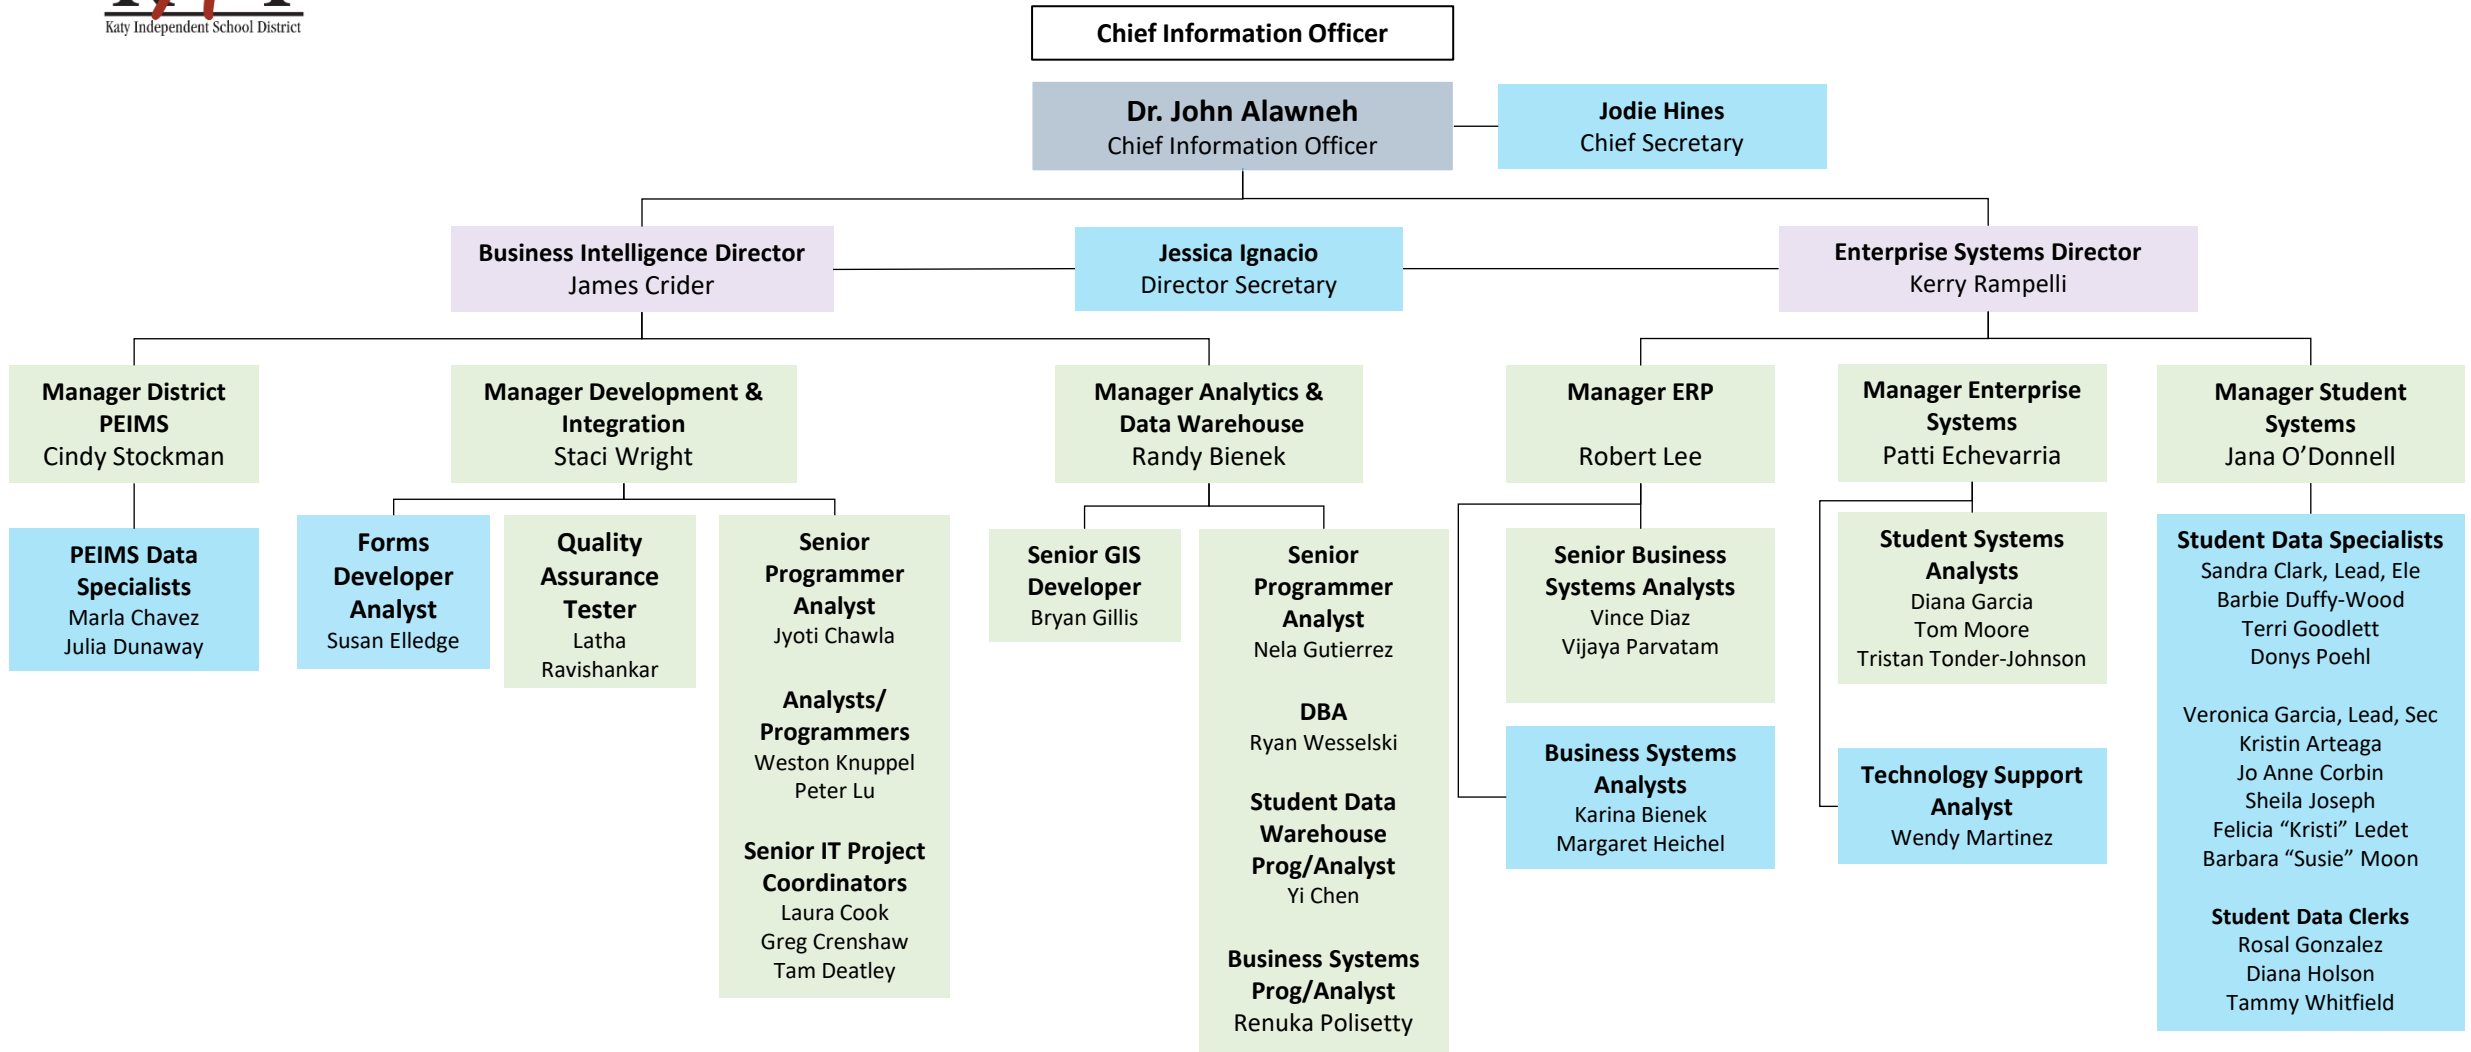 Katy Independent School District
Chief Information Officer
Dr. John Alawneh
Chief Information Officer
Jodie Hines
Chief Secretary
Business Intelligence Director
James Crider
Jessica Ignacio
Director Secretary
Enterprise Systems Director
Kerry Rampelli
Manager District
PEIMS
Cindy Stockman
Manager Development &
Integration
Staci Wright
Manager Analytics &
Data Warehouse
Randy Bienek
Manager ERP
Robert Lee
Manager Enterprise
Systems
Patti Echevarria
Manager Student
Systems
Jana O’Donnell
PEIMS Data
Specialists
Marla Chavez
Julia Dunaway
Forms
Developer
Analyst
Susan Elledge
Quality
Assurance
Tester
Latha
Ravishankar
Senior
Programmer
Analyst
Jyoti Chawla
Analysts/
Programmers
Weston Knuppel
Peter Lu
Senior IT Project
Coordinators
Laura Cook
Greg Crenshaw
Tam Deatley
Senior GIS
Developer
Bryan Gillis
Senior
Programmer
Analyst
Nela Gutierrez
DBA
Ryan Wesselski
Student Data
Warehouse
Prog/Analyst
Yi Chen
Business Systems
Prog/Analyst
Renuka Polisetty
Senior Business
Systems Analysts
Vince Diaz
Vijaya Parvatam
Business Systems
Analysts
Karina Bienek
Margaret Heichel
Student Systems
Analysts
Diana Garcia
Tom Moore
Tristan Tonder-Johnson
Technology Support
Analyst
Wendy Martinez
Student Data Specialists
Sandra Clark, Lead, Ele
Barbie Duffy-Wood
Terri Goodlett
Donys Poehl
Veronica Garcia, Lead, Sec
Kristin Arteaga
Jo Anne Corbin
Sheila Joseph
Felicia “Kristi” Ledet
Barbara “Susie” Moon
Student Data Clerks
Rosal Gonzalez
Diana Holson
Tammy Whitfield